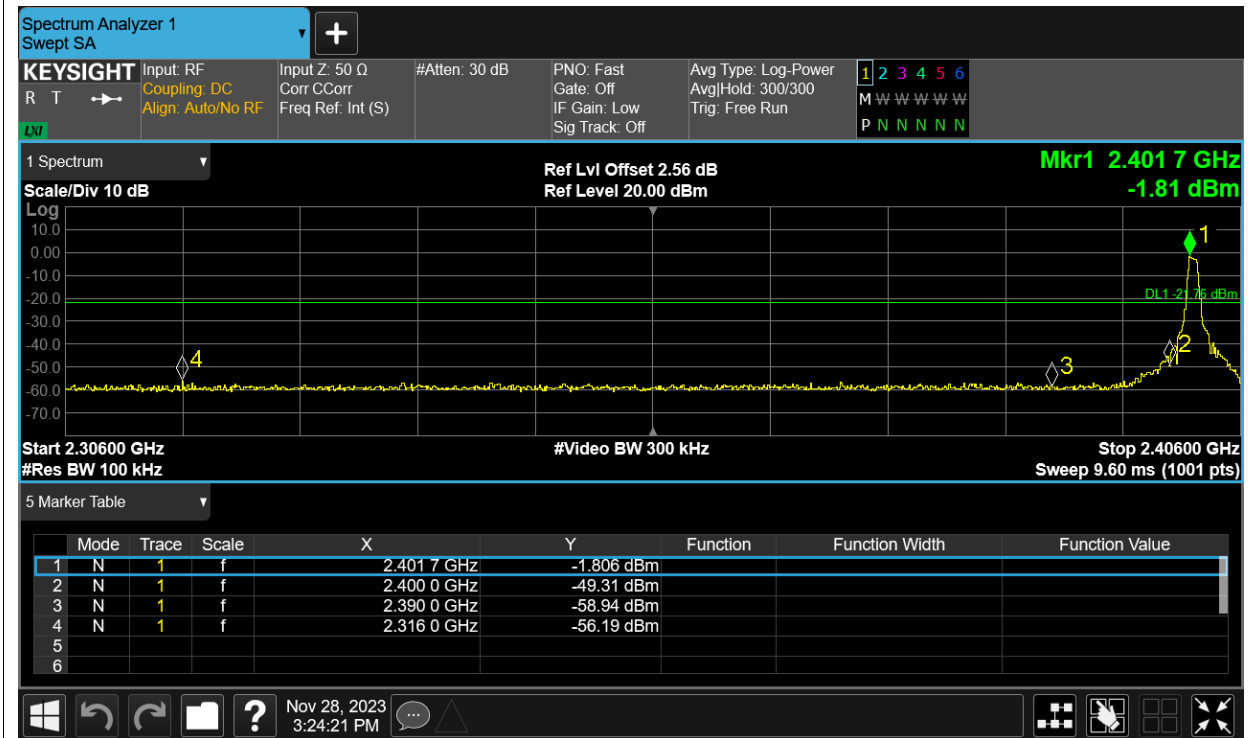 Spectrum Analyzer 1
Swept SA
+
KEYSIGHT Input: RF Input Z: 50 Ω #Atten: 30 dB PNO: Fast Avg Type: Log-Power 1 2 3 4 5 6
R T Coupling: DC Corr CCorr Gate: Off Avg|Hold: 300/300 M W W W W W
Align: Auto/No RF Freq Ref: Int (S) IF Gain: Low Trig: Free Run
LXI Sig Track: Off P N N N N N
1 Spectrum Ref Lvl Offset 2.56 dB Mkr1 2.401 7 GHz
Scale/Div 10 dB Ref Level 20.00 dBm -1.81 dBm
Log
10.0 1
0.00
-10.0
-20.0 DL1 -21.76 dBm
-30.0
-40.0 2
-50.0 4 3
-60.0
-70.0
Start 2.30600 GHz #Video BW 300 kHz Stop 2.40600 GHz
#Res BW 100 kHz Sweep 9.60 ms (1001 pts)
5 Marker Table
Mode Trace Scale X Y Function Function Width Function Value
1 N 1 f 2.401 7 GHz -1.806 dBm
2 N 1 f 2.400 0 GHz -49.31 dBm
3 N 1 f 2.390 0 GHz -58.94 dBm
4 N 1 f 2.316 0 GHz -56.19 dBm
5
6
? Nov 28, 2023
3:24:21 PM